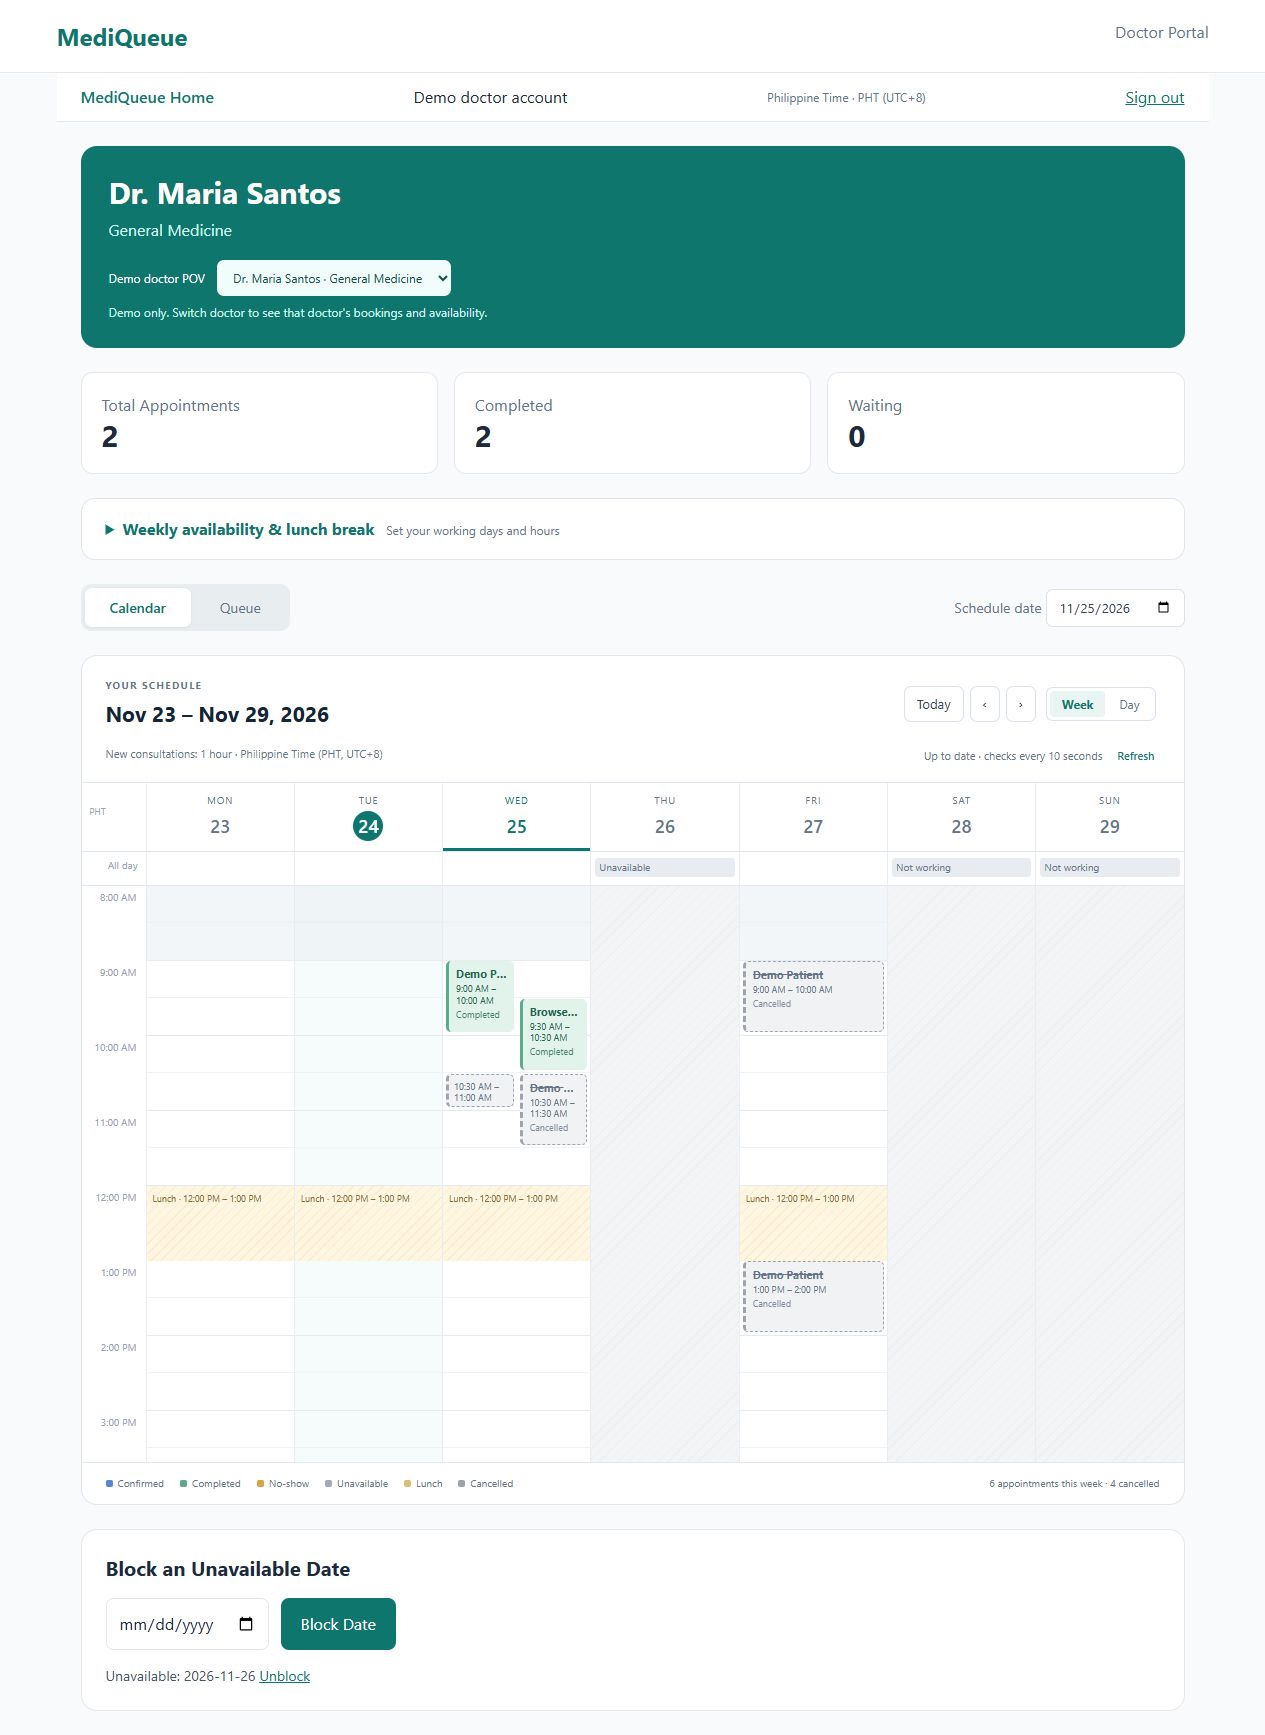 MediQueue
Doctor Portal
MediQueue Home
Demo doctor account
Philippine Time · PHT (UTC+8)
Sign out
Dr. Maria Santos
General Medicine
Demo doctor POV
Dr. Maria Santos · General Medicine
Demo only. Switch doctor to see that doctor's bookings and availability.
Total Appointments
2
Completed
2
Waiting
0
Weekly availability & lunch break
Set your working days and hours
Calendar
Queue
Schedule date
11/25/2026
YOUR SCHEDULE
Nov 23 – Nov 29, 2026
New consultations: 1 hour · Philippine Time (PHT, UTC+8)
Today
‹
›
Week
Day
Up to date · checks every 10 seconds
Refresh
PHT
MON
23
TUE
24
WED
25
THU
26
FRI
27
SAT
28
SUN
29
All day
Unavailable
Not working
Not working
8:00 AM
9:00 AM
10:00 AM
11:00 AM
12:00 PM
1:00 PM
2:00 PM
3:00 PM
Lunch · 12:00 PM – 1:00 PM
Lunch · 12:00 PM – 1:00 PM
Demo P...
9:00 AM –
10:00 AM
Completed
Browse...
9:30 AM –
10:30 AM
Completed
10:30 AM –
11:00 AM
Demo ...
10:30 AM –
11:30 AM
Cancelled
Lunch · 12:00 PM – 1:00 PM
Demo Patient
9:00 AM – 10:00 AM
Cancelled
Lunch · 12:00 PM – 1:00 PM
Demo Patient
1:00 PM – 2:00 PM
Cancelled
Confirmed
Completed
No-show
Unavailable
Lunch
Cancelled
6 appointments this week · 4 cancelled
Block an Unavailable Date
mm/dd/yyyy
Block Date
Unavailable: 2026-11-26 Unblock